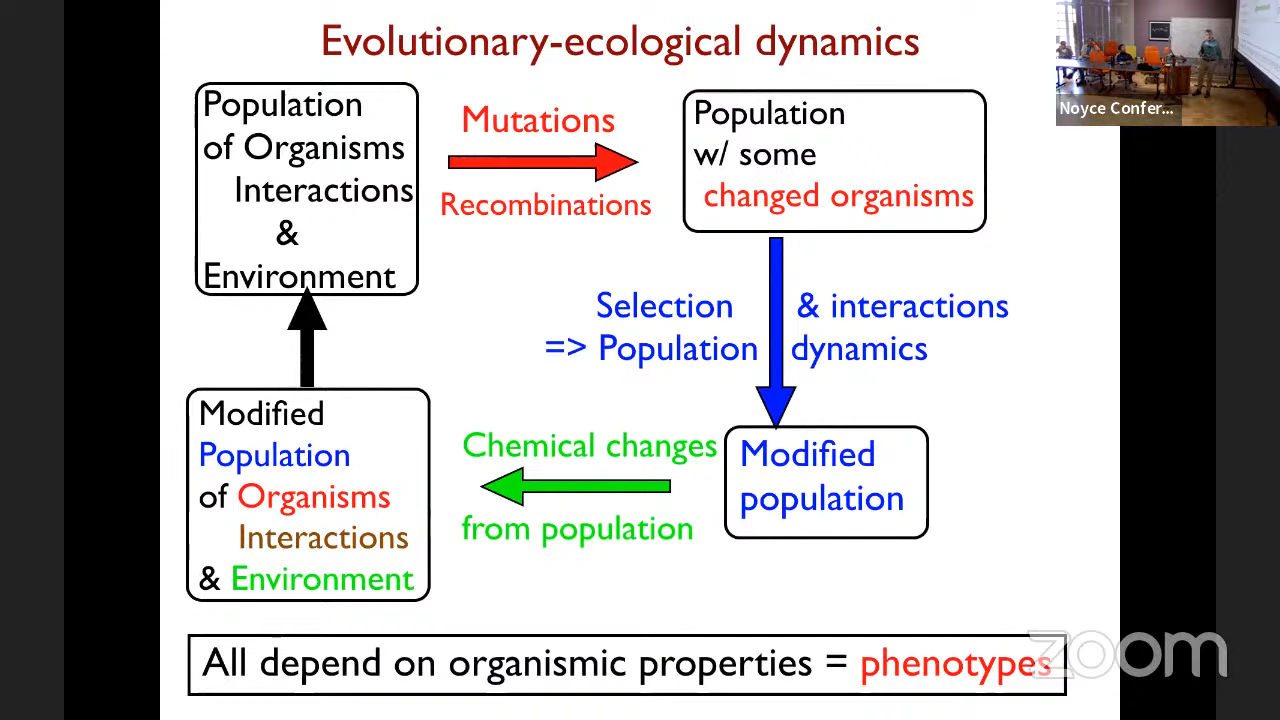 Evolutionary-ecological dynamics
Population
of Organisms
Interactions
&
Environment
Mutations
Recombinations
Population
w/ some
changed organisms
Selection & interactions
=> Population dynamics
Modified
population
Chemical changes
from population
Modified
Population
of Organisms
Interactions
& Environment
All depend on organismic properties = phenotypes
Noyce Confer...
zoom